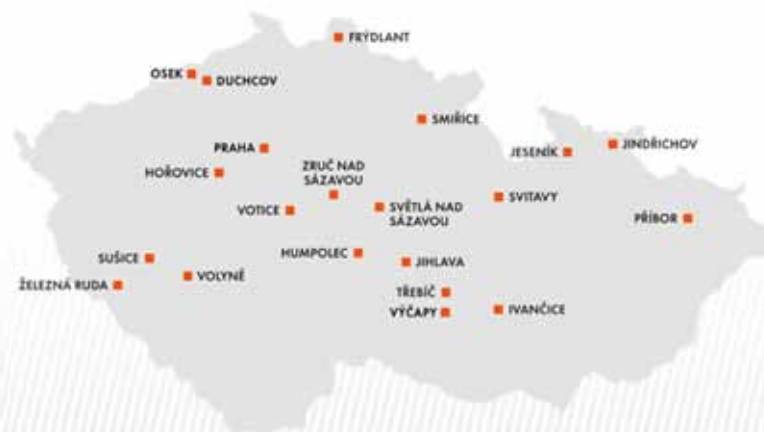 FRÝDLANT
OSEK
DUCHCOV
SMIŘICE
JINDŘICHOV
PRAHA
JESENÍK
ZRUČ NAD
SÁZAVOU
HOŘOVICE
SVITAVY
SVĚTLÁ NAD
SÁZAVOU
VOTICE
PŘÍBOR
HUMPOLEC
SUŠICE
JIHLAVA
VOLYNĚ
ŽELEZNÁ RUDA
TŘEBÍČ
IVANČICE
VÝČAPY